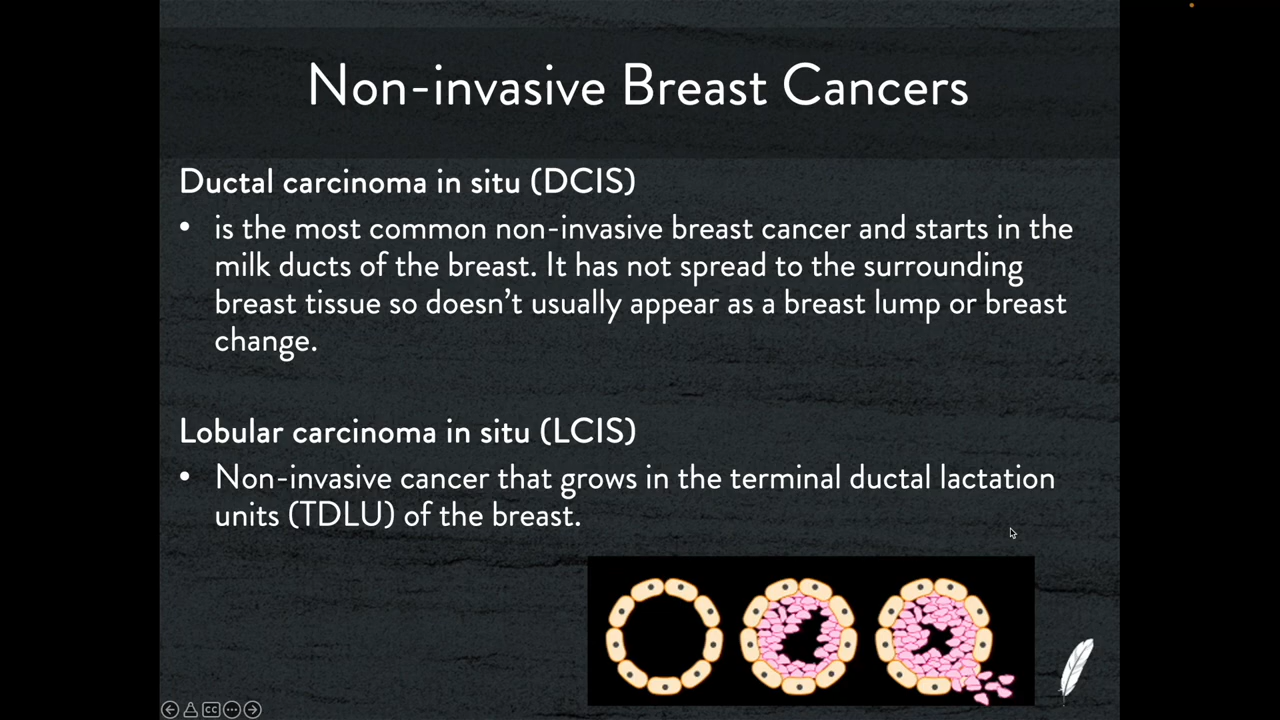 Non-invasive Breast Cancers
Ductal carcinoma in situ (DCIS)
• is the most common non-invasive breast cancer and starts in the
milk ducts of the breast. It has not spread to the surrounding
breast tissue so doesn't usually appear as a breast lump or breast
change.
Lobular carcinoma in situ (LCIS)
• Non-invasive cancer that grows in the terminal ductal lactation
units (TDLU) of the breast.
CC